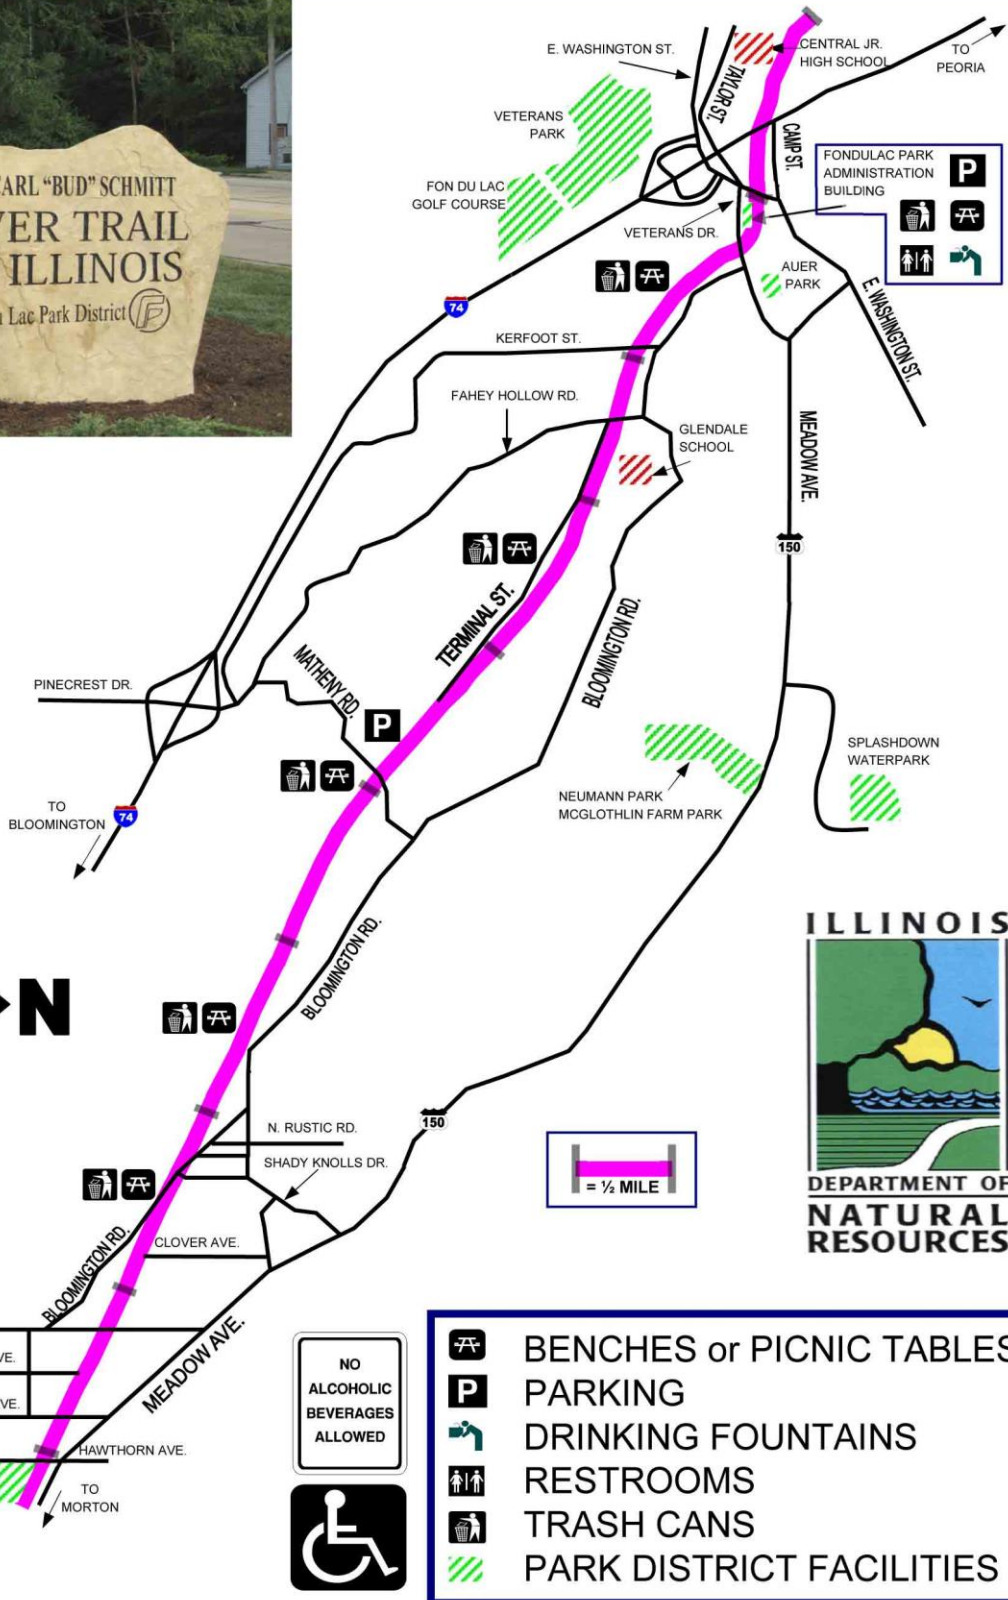 ARL "BUD" SCHMITT
VER TRAIL
ILLINOIS
Lac Park District
E. WASHINGTON ST.
TAYLOR ST.
CENTRAL JR.
HIGH SCHOOL
TO
PEORIA
VETERANS
PARK
CAMP ST.
FON DU LAC
GOLF COURSE
VETERANS DR.
FONDULAC PARK
ADMINISTRATION
BUILDING
P
AUER
PARK
E. WASHINGTON ST.
74
KERFOOT ST.
FAHEY HOLLOW RD.
GLENDALE
SCHOOL
MEADOW AVE.
150
TERMINAL ST.
BLOOMINGTON RD.
MATHENY RD.
PINECREST DR.
P
SPLASHDOWN
WATERPARK
NEUMANN PARK
MCGLOTHLIN FARM PARK
TO
BLOOMINGTON
74
BLOOMINGTON RD.
N
ILLINOIS
DEPARTMENT OF
NATURAL
RESOURCES
150
N. RUSTIC RD.
SHADY KNOLLS DR.
= ½ MILE
CLOVER AVE.
BLOOMINGTON RD.
MEADOW AVE.
VE.
VE.
HAWTHORN AVE.
TO
MORTON
NO
ALCOHOLIC
BEVERAGES
ALLOWED
BENCHES or PICNIC TABLES
P PARKING
DRINKING FOUNTAINS
RESTROOMS
TRASH CANS
PARK DISTRICT FACILITIES